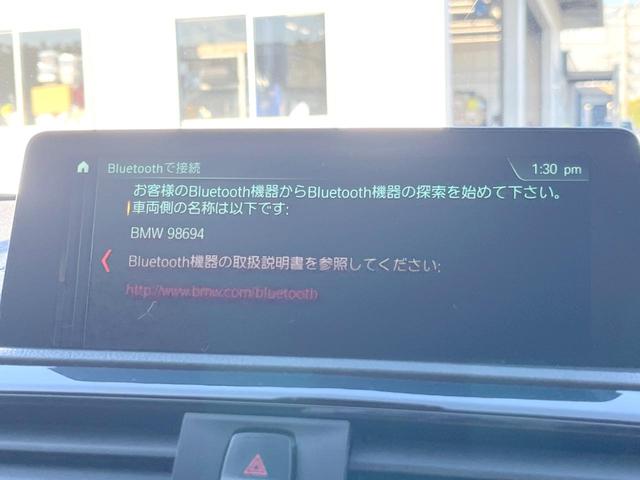 Bluetoothで接続
1:30 pm
お客様のBluetooth機器からBluetooth機器の探索を始めて下さい。
車両側の名称は以下です:
BMW 98694
Bluetooth機器の取扱説明書を参照してください:
http://www.bmw.com/bluetooth